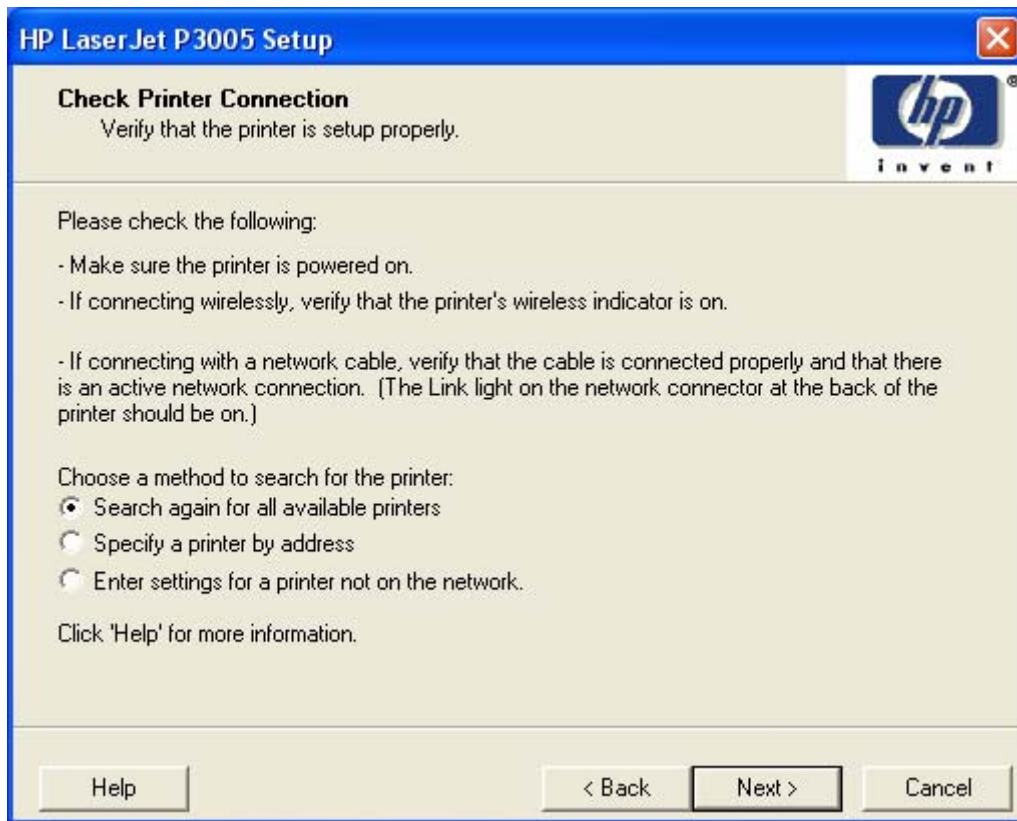 HP LaserJet P3005 Setup
Check Printer Connection
Verify that the printer is setup properly.
hp
®
invent
Please check the following:
- Make sure the printer is powered on.
- If connecting wirelessly, verify that the printer's wireless indicator is on.
- If connecting with a network cable, verify that the cable is connected properly and that there
is an active network connection.  (The Link light on the network connector at the back of the
printer should be on.)
Choose a method to search for the printer:
Search again for all available printers
Specify a printer by address
Enter settings for a printer not on the network.
Click 'Help' for more information.
Help
< Back
Next >
Cancel